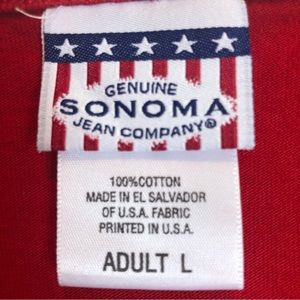 GENUINE
SONOMA
JEAN COMPANY®
100%COTTON
MADE IN EL SALVADOR
OF U.S.A. FABRIC
PRINTED IN U.S.A.
ADULT L